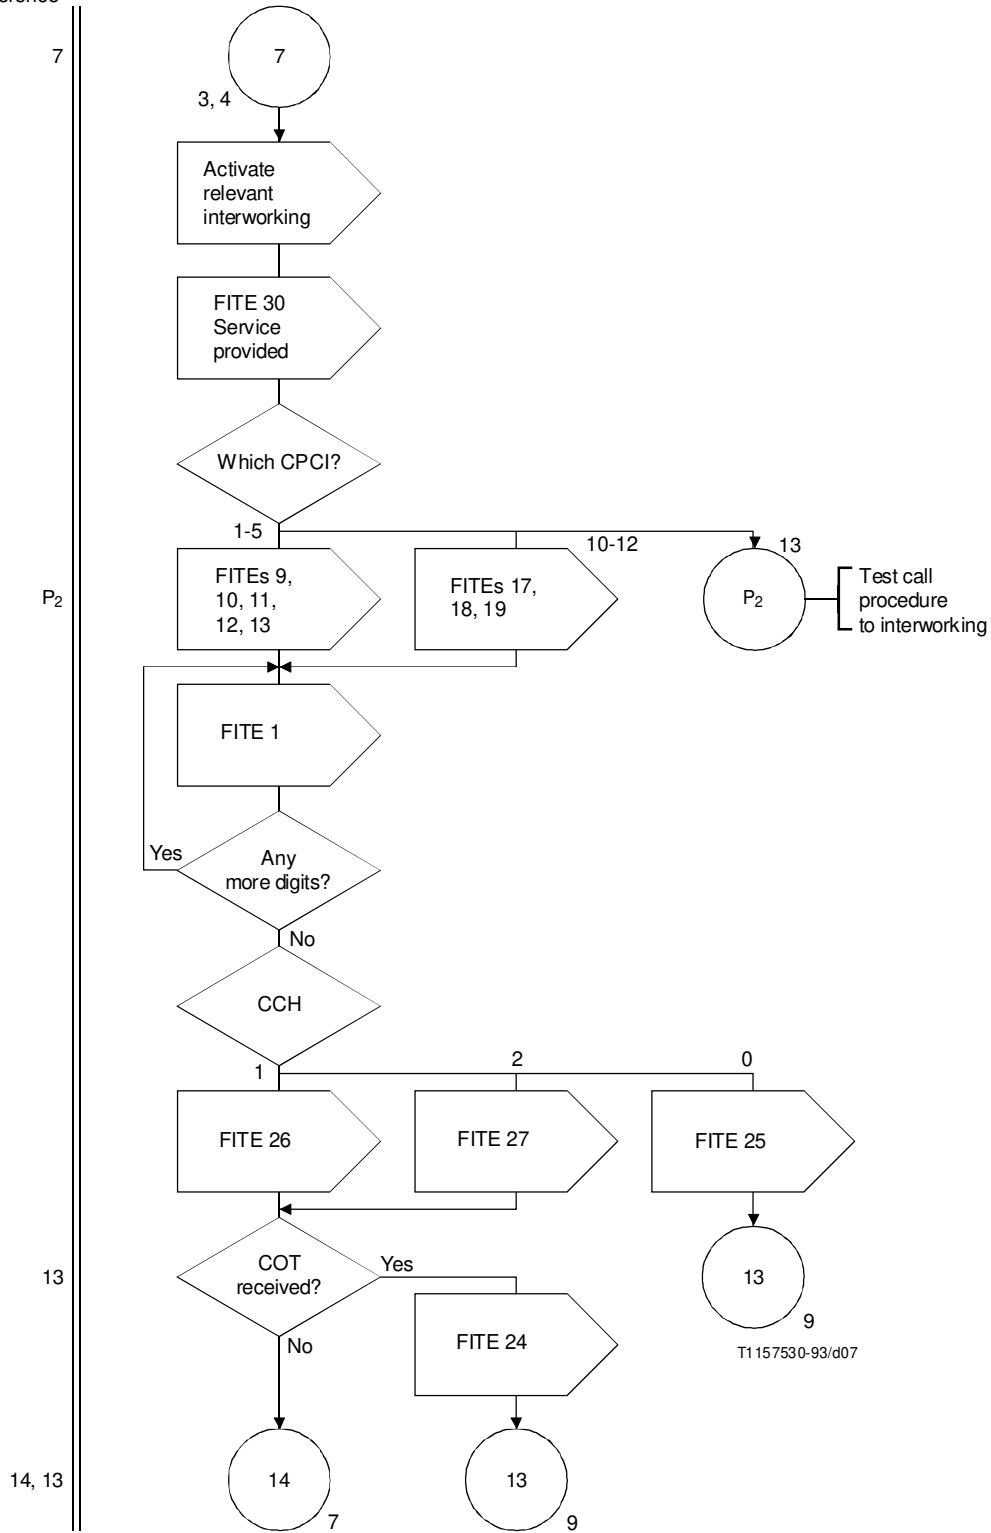 7
7
3, 4
Activate
relevant
interworking
FITE 30
Service
provided
Which CPCI?
1-5
10-12
13
P2
FITEs 9,
10, 11,
12, 13
FITEs 17,
18, 19
P2
Test call
procedure
to interworking
FITE 1
Yes
Any
more digits?
No
CCH
1
2
0
FITE 26
FITE 27
FITE 25
13
COT
received?
Yes
No
13
9
FITE 24
T1157530-93/d07
14, 13
14
7
13
9